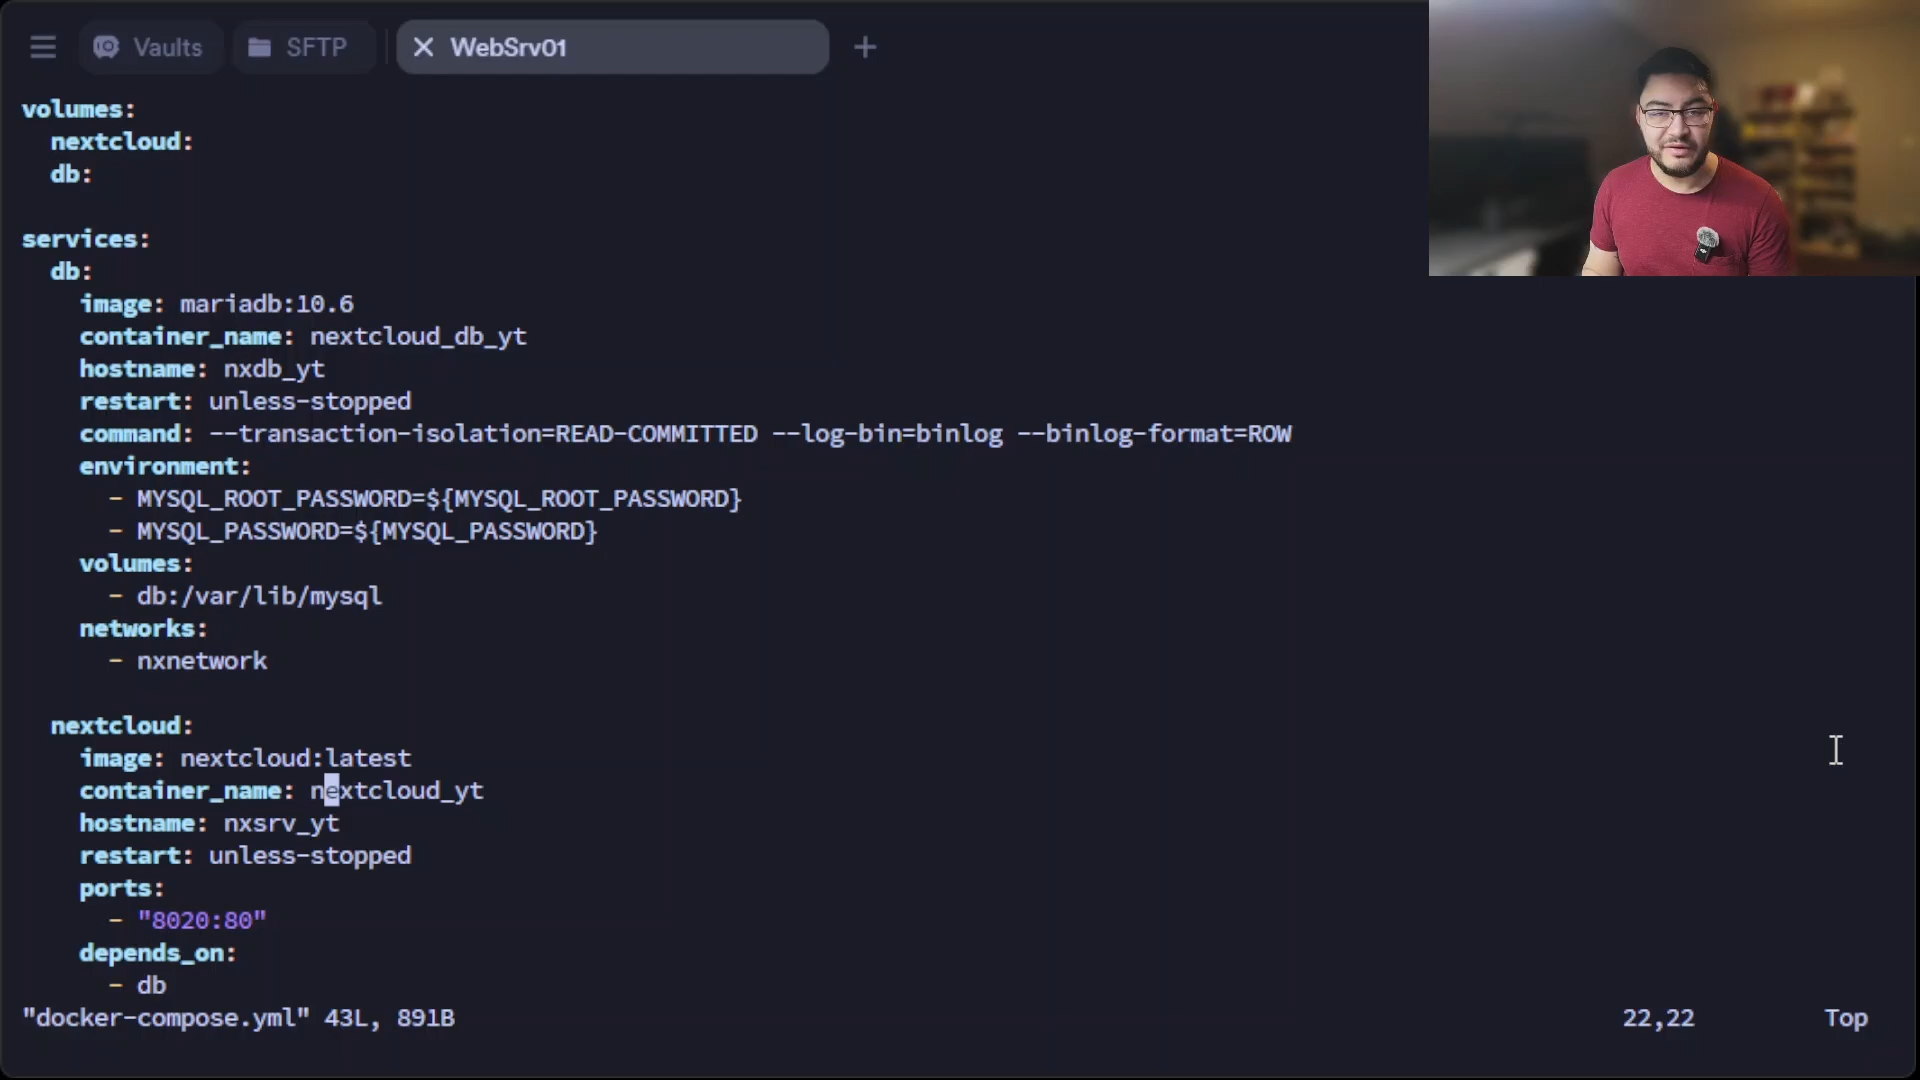 Vaults
SFTP
WebSrv01
volumes:
nextcloud:
db:
services:
db:
image: mariadb:10.6
container_name: nextcloud_db_yt
hostname: nxdb_yt
restart: unless-stopped
command: --transaction-isolation=READ-COMMITTED --log-bin=binlog --binlog-format=ROW
environment:
- MYSQL_ROOT_PASSWORD=${MYSQL_ROOT_PASSWORD}
- MYSQL_PASSWORD=${MYSQL_PASSWORD}
volumes:
- db:/var/lib/mysql
networks:
- nxnetwork
nextcloud:
image: nextcloud:latest
container_name: nextcloud_yt
hostname: nxsrv_yt
restart: unless-stopped
ports:
- "8020:80"
depends_on:
- db
"docker-compose.yml" 43L, 891B
22,22
Top